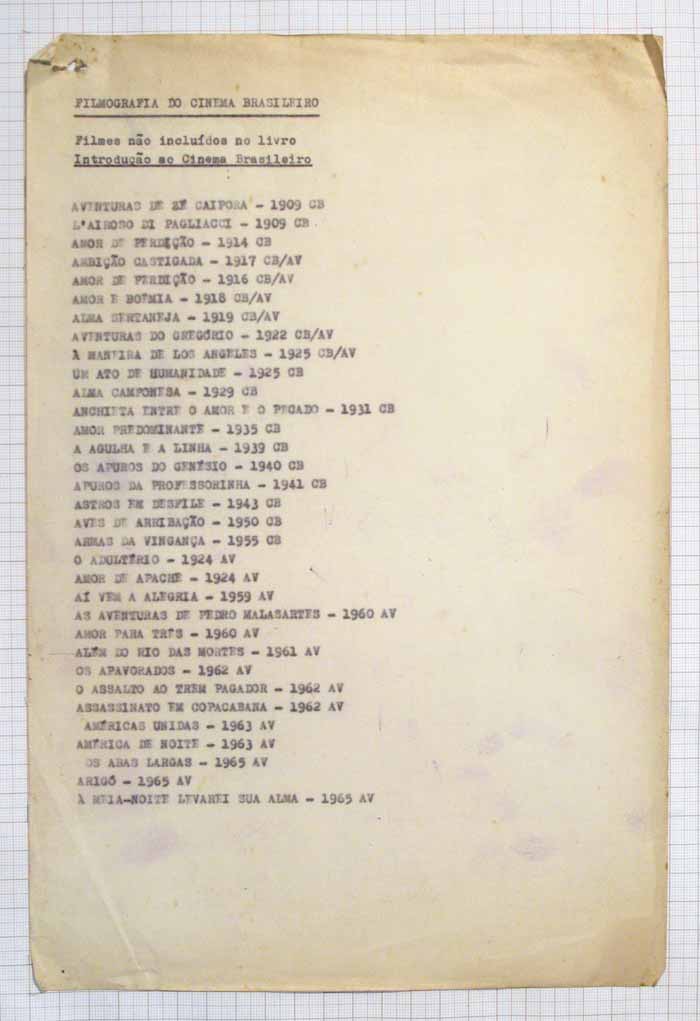 FILMOGRAFIA DO CINEMA BRASILEIRO
Filmes não incluídos no livro
Introdução ao Cinema Brasileiro
AVENTURAS DE ZÉ CAIPORA - 1909 CB
L'AIROSO DI PAGLIACCI - 1909 CB
AMOR DE PERDIÇÃO - 1914 CB
AMBIÇÃO CASTIGADA - 1917 CB/AV
AMOR DE PERDIÇÃO - 1916 CB/AV
AMOR E BOÊMIA - 1918 CB/AV
ALMA SERTANEJA - 1919 CB/AV
AVENTURAS DO GREGÓRIO - 1922 CB/AV
À MANEIRA DE LOS ANGELES - 1925 CB/AV
UM ATO DE HUMANIDADE - 1925 CB
ALMA CAMPONESA - 1929 CB
ANCHIETA ENTRE O AMOR E O PECADO - 1931 CB
AMOR PREDOMINANTE - 1935 CB
A AGULHA E A LINHA - 1939 CB
OS APUROS DO GENÉSIO - 1940 CB
APUROS DA PROFESSORINHA - 1941 CB
ASTROS EM DESFILE - 1943 CB
AVES DE ARRIBAÇÃO - 1950 CB
ARMAS DA VINGANÇA - 1955 CB
O ADULTÉRIO - 1924 AV
AMOR DE APACHE - 1924 AV
AÍ VEM A ALEGRIA - 1959 AV
AS AVENTURAS DE PEDRO MALASARTES - 1960 AV
AMOR PARA TRÊS - 1960 AV
ALÉM DO RIO DAS MORTES - 1961 AV
OS APAVORADOS - 1962 AV
O ASSALTO AO TREM PAGADOR - 1962 AV
ASSASSINATO EM COPACABANA - 1962 AV
AMÉRICAS UNIDAS - 1963 AV
AMÉRICA DE NOITE - 1963 AV
OS ABAS LARGAS - 1965 AV
ARIGÓ - 1965 AV
À MEIA-NOITE LEVAREI SUA ALMA - 1965 AV